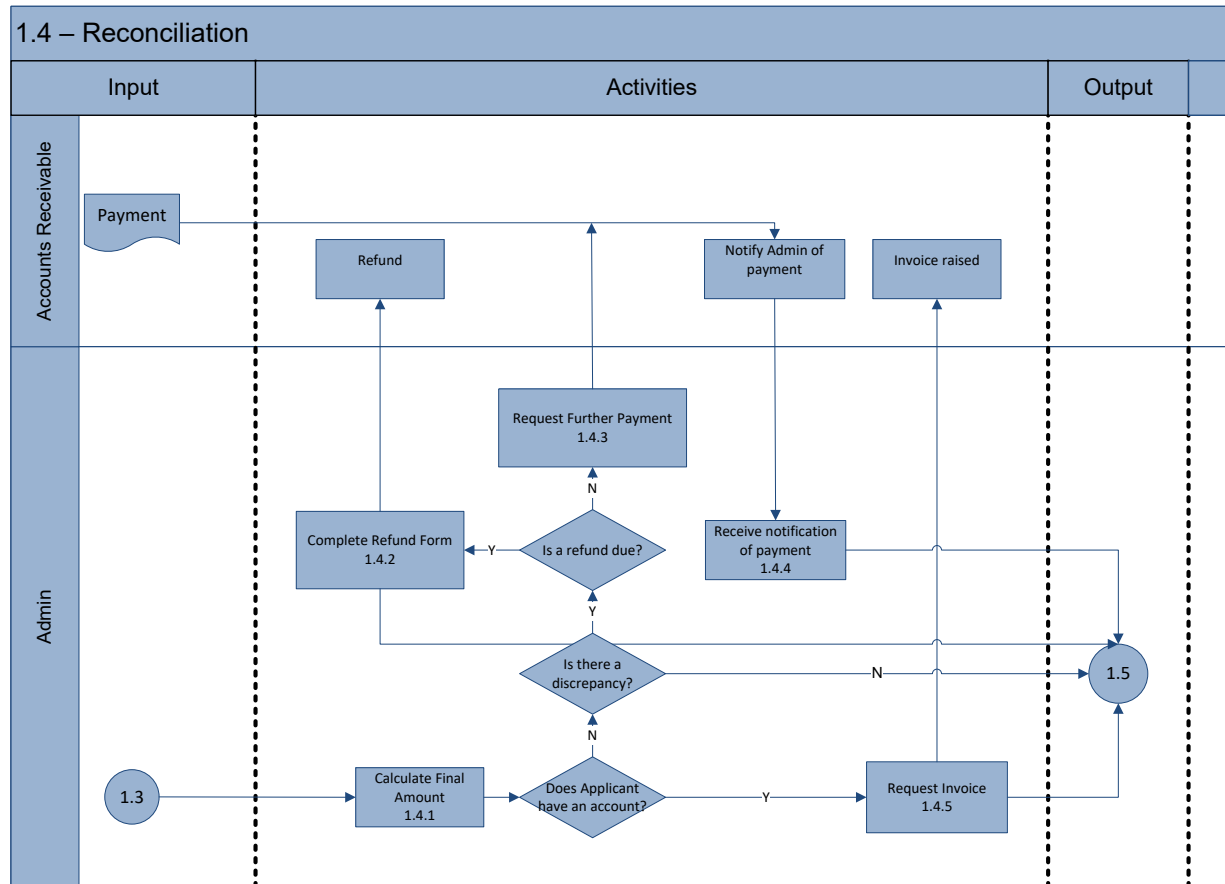 1.4 – Reconciliation
Input
Activities
Output
Accounts Receivable
Payment
Refund
Notify Admin of
payment
Invoice raised
Admin
Request Further Payment
1.4.3
N
Complete Refund Form
1.4.2
Y
Is a refund due?
Receive notification
of payment
1.4.4
Y
Is there a
discrepancy?
N
1.5
N
1.3
Calculate Final
Amount
1.4.1
Does Applicant
have an account?
Y
Request Invoice
1.4.5